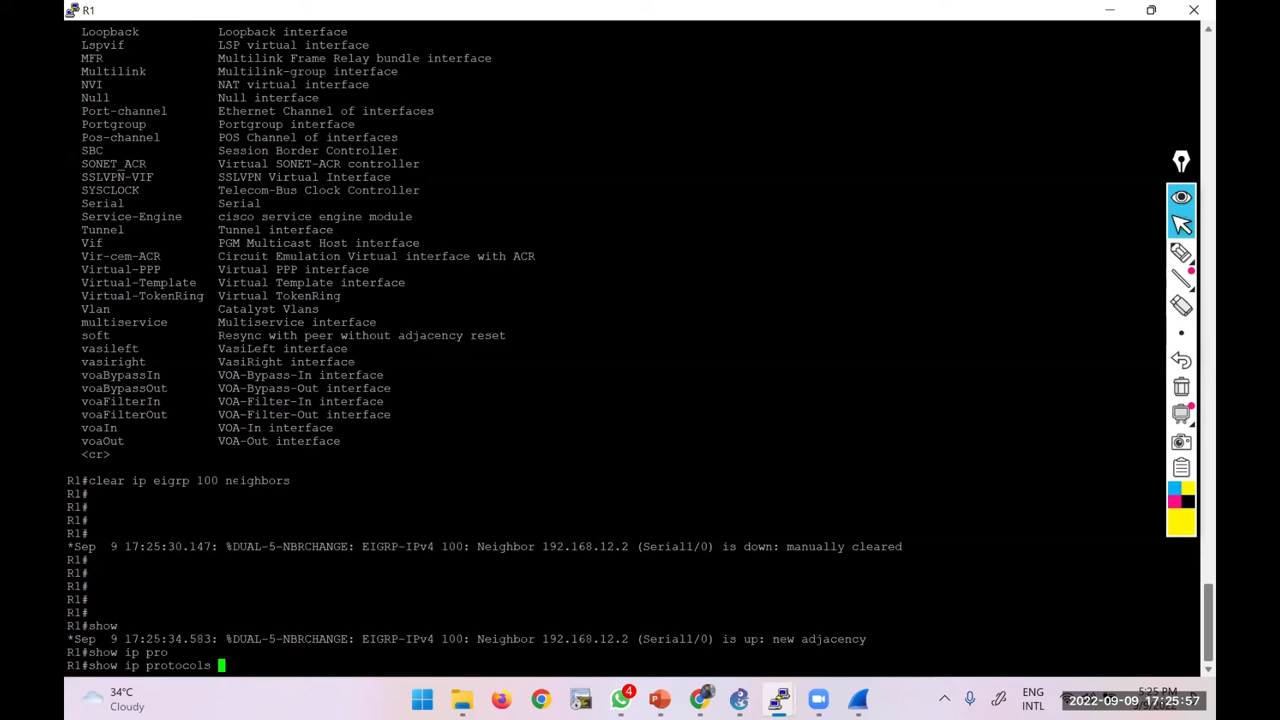 R1
Loopback Loopback interface
Lspvif LSP virtual interface
MFR Multilink Frame Relay bundle interface
Multilink Multilink-group interface
NVI NAT virtual interface
Null Null interface
Port-channel Ethernet Channel of interfaces
Portgroup Portgroup interface
Pos-channel POS Channel of interfaces
SBC Session Border Controller
SONET_ACR Virtual SONET-ACR controller
SSLVPN-VIF SSLVPN Virtual Interface
SYSCLOCK Telecom-Bus Clock Controller
Serial Serial
Service-Engine cisco service engine module
Tunnel Tunnel interface
Vif PGM Multicast Host interface
Vir-cem-ACR Circuit Emulation Virtual interface with ACR
Virtual-PPP Virtual PPP interface
Virtual-Template Virtual Template interface
Virtual-TokenRing Virtual TokenRing
Vlan Catalyst Vlans
multiservice Multiservice interface
soft Resync with peer without adjacency reset
vasileft VasiLeft interface
vasiright VasiRight interface
voaBypassIn VOA-Bypass-In interface
voaBypassOut VOA-Bypass-Out interface
voaFilterIn VOA-Filter-In interface
voaFilterOut VOA-Filter-Out interface
voaIn VOA-In interface
voaOut VOA-Out interface
<cr>
R1#clear ip eigrp 100 neighbors
R1#
R1#
R1#
R1#
*Sep 9 17:25:30.147: %DUAL-5-NBRCHANGE: EIGRP-IPv4 100: Neighbor 192.168.12.2 (Serial1/0) is down: manually cleared
R1#
R1#
R1#
R1#
R1#
R1#show
*Sep 9 17:25:34.583: %DUAL-5-NBRCHANGE: EIGRP-IPv4 100: Neighbor 192.168.12.2 (Serial1/0) is up: new adjacency
R1#show ip pro
R1#show ip protocols
34°C
Cloudy
4
ENG
INTL
5:25 PM
2022-09-09 17:25:57